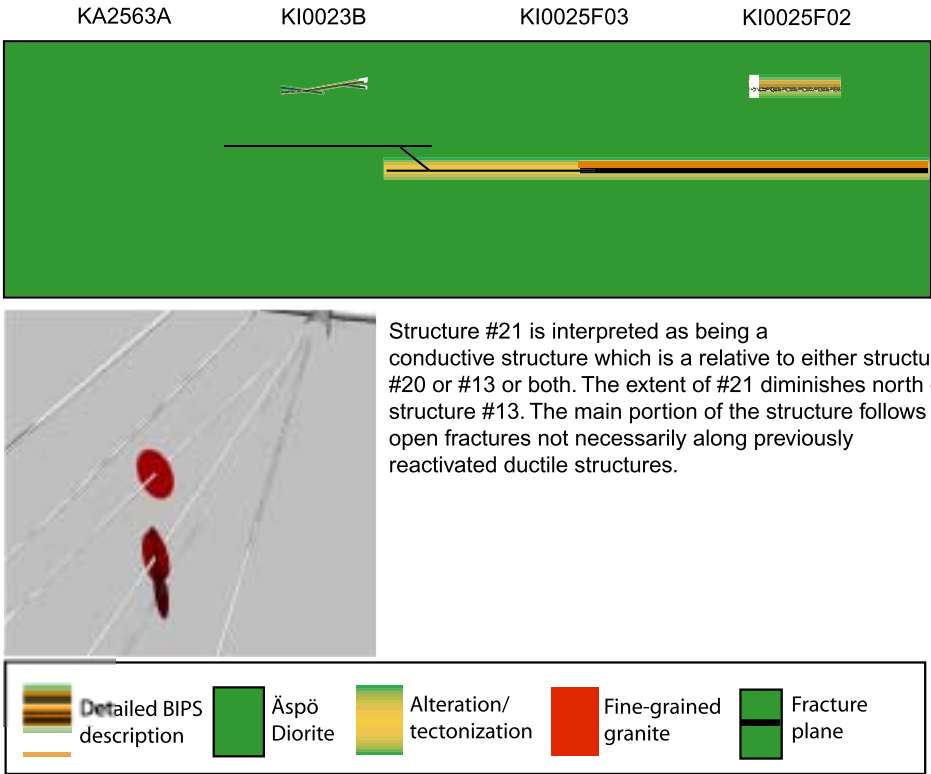 KA2563A KI0023B KI0025F03 KI0025F02
Structure #21 is interpreted as being a
conductive structure which is a relative to either structu
#20 or #13 or both. The extent of #21 diminishes north
structure #13. The main portion of the structure follows
open fractures not necessarily along previously
reactivated ductile structures.
Detailed BIPS
description
Äspö
Diorite
Alteration/
tectonization
Fine-grained
granite
Fracture
plane